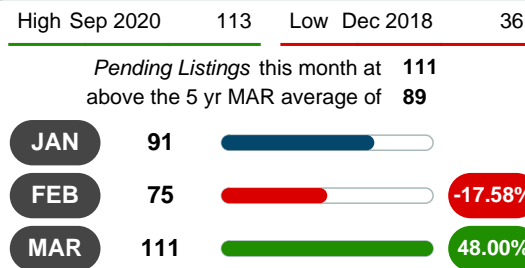 High Sep 2020 113 Low Dec 2018 36
Pending Listings this month at 111
above the 5 yr MAR average of 89
JAN 91
FEB 75 -17.58%
MAR 111 48.00%